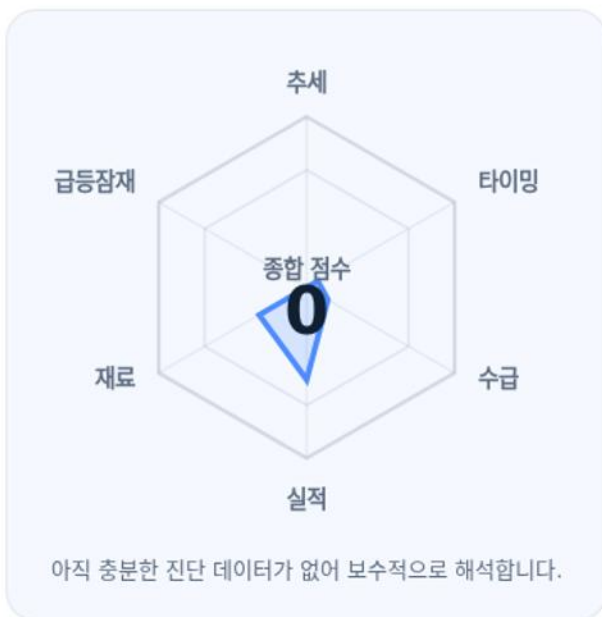 추세
급등잠재
타이밍
종합 점수
0
재료
수급
실적
아직 충분한 진단 데이터가 없어 보수적으로 해석합니다.